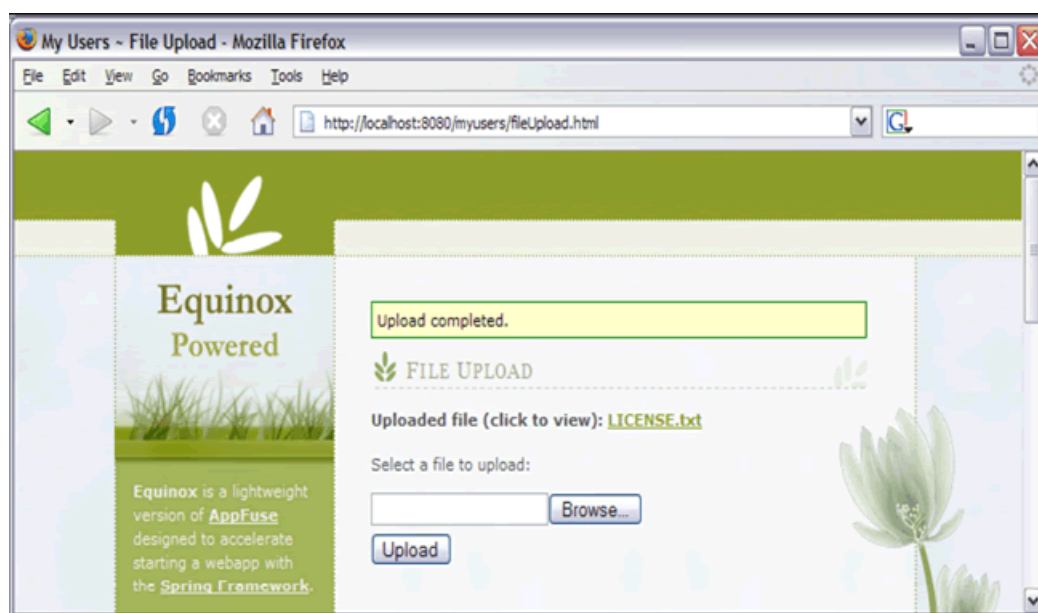 My Users ~ File Upload - Mozilla Firefox
File Edit View Go Bookmarks Tools Help
http://localhost:8080/myusers/fileUpload.html
G
Equinox
Powered
Upload completed.
FILE UPLOAD
Uploaded file (click to view): LICENSE.txt
Select a file to upload:
Browse...
Upload
Equinox is a lightweight
version of AppFuse
designed to accelerate
starting a webapp with
the Spring Framework.